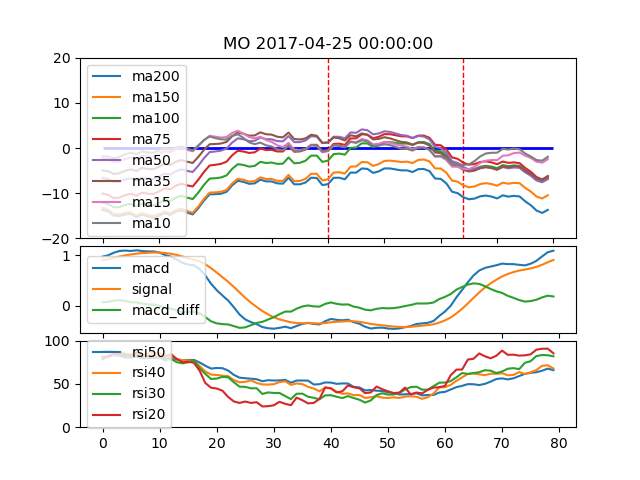 MO 2017-04-25 00:00:00
20
10
0
−10
−20
ma200
ma150
ma100
ma75
ma50
ma35
ma15
ma10
1
0
macd
signal
macd_diff
100
50
0
rsi50
rsi40
rsi30
rsi20
0 10 20 30 40 50 60 70 80